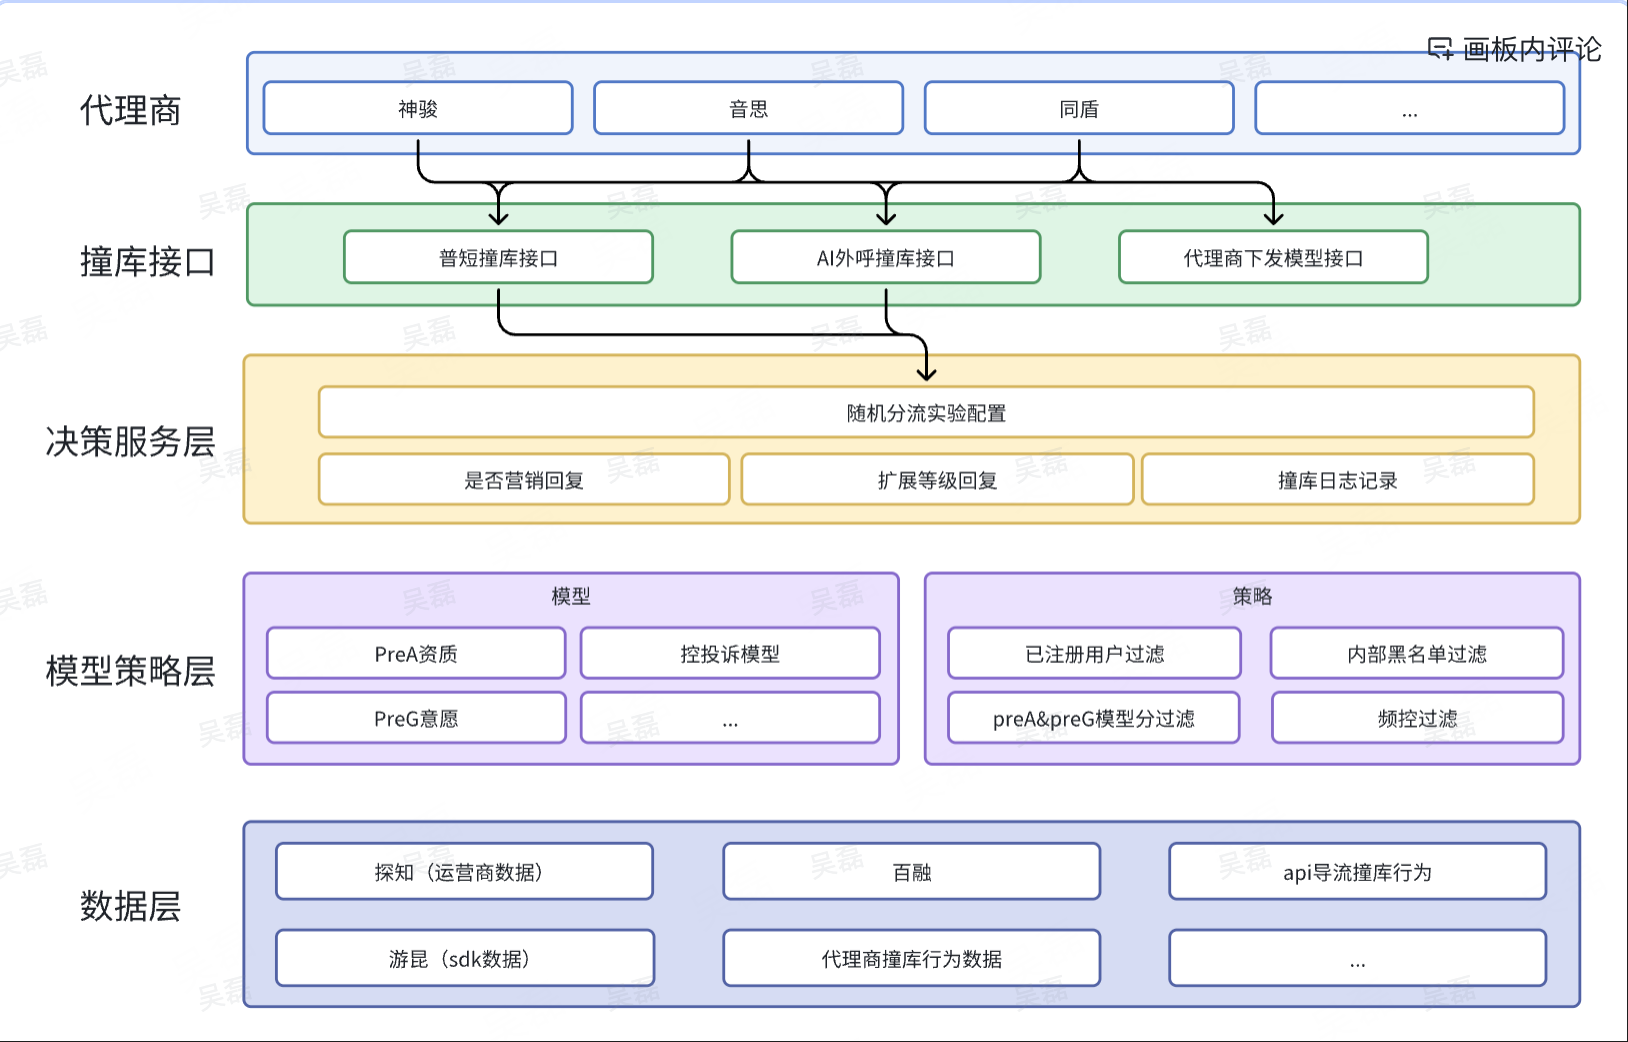 画板内评论
代理商
神骏
音思
同盾
...
撞库接口
普短撞库接口
AI外呼撞库接口
代理商下发模型接口
决策服务层
随机分流实验配置
是否营销回复
扩展等级回复
撞库日志记录
模型策略层
模型
PreA资质
控投诉模型
PreG意愿
...
策略
已注册用户过滤
内部黑名单过滤
preA&preG模型分过滤
频控过滤
数据层
探知（运营商数据）
百融
api导流撞库行为
游昆（sdk数据）
代理商撞库行为数据
...
吴磊